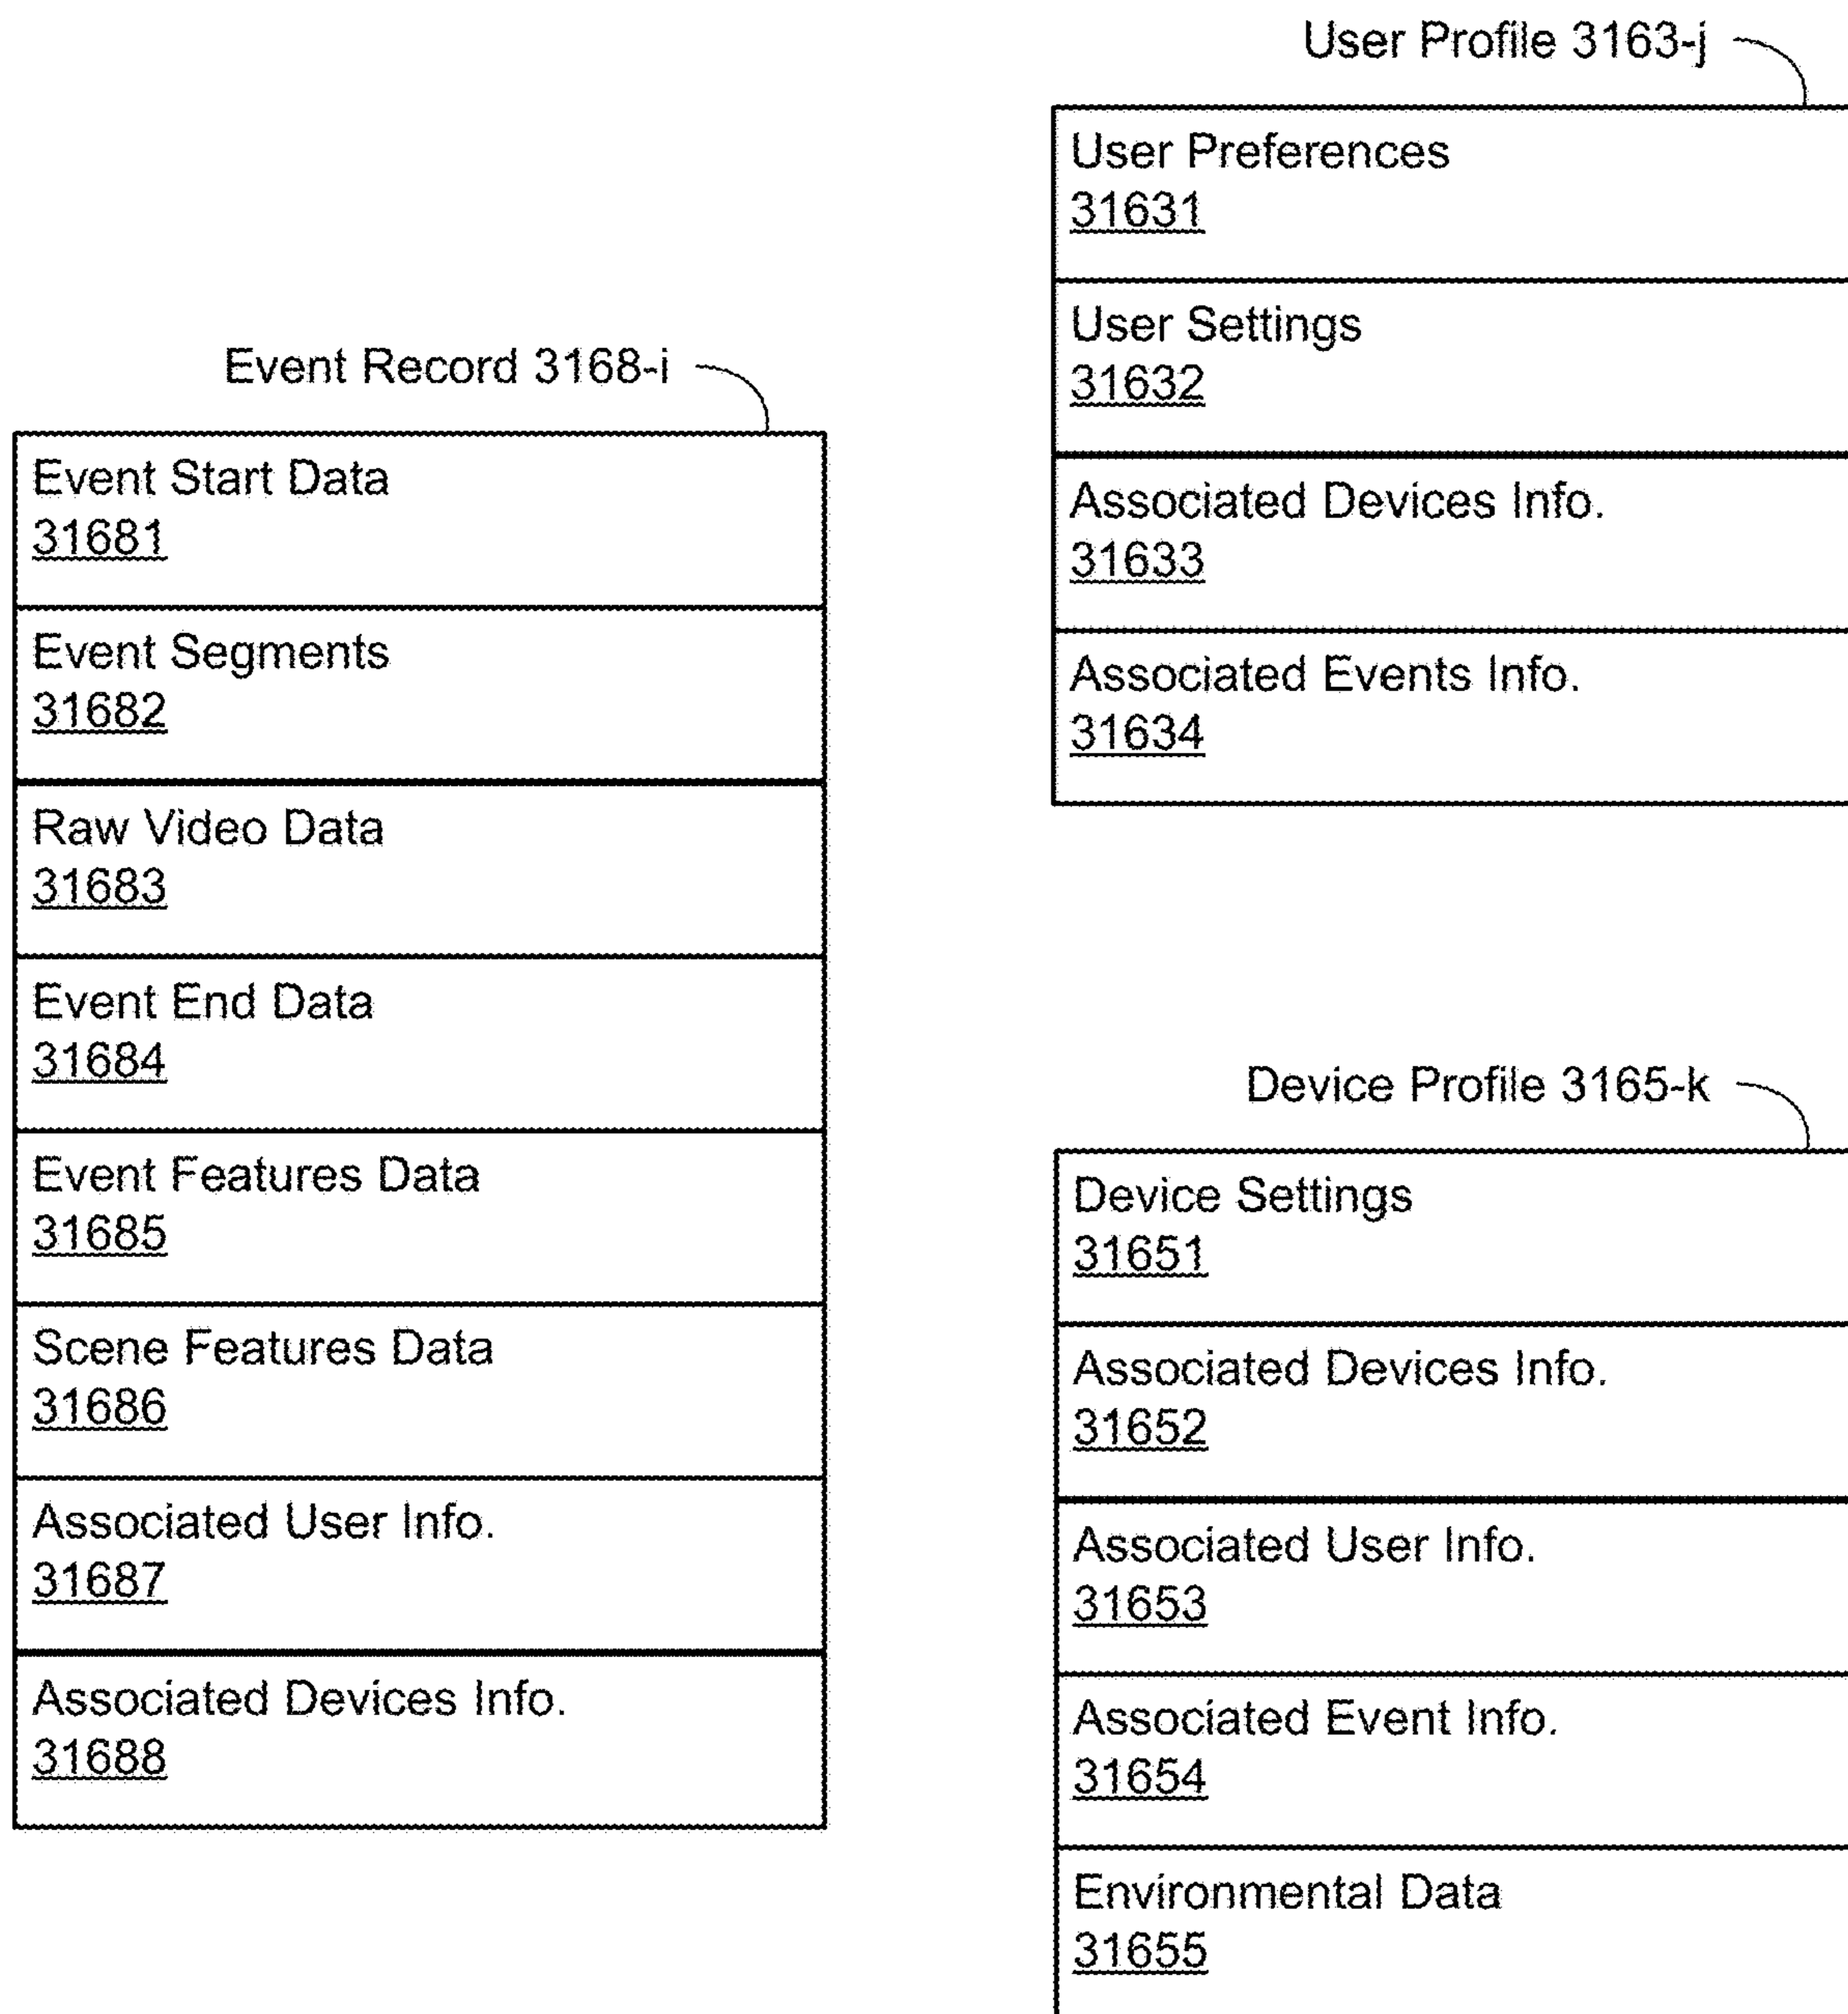 Event Record 3168-i
Event Start Data
31681
Event Segments
31682
Raw Video Data
31683
Event End Data
31684
Event Features Data
31685
Scene Features Data
31686
Associated User Info.
31687
Associated Devices Info.
31688
User Profile 3163-j
User Preferences
31631
User Settings
31632
Associated Devices Info.
31633
Associated Events Info.
31634
Device Profile 3165-k
Device Settings
31651
Associated Devices Info.
31652
Associated User Info.
31653
Associated Event Info.
31654
Environmental Data
31655